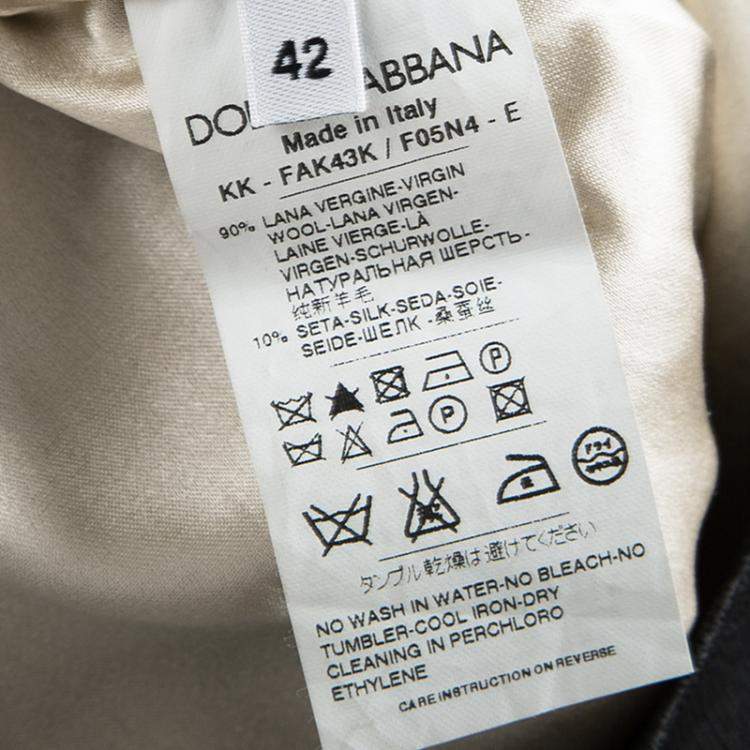 42
DOL ABBANA
Made in Italy
KK - FAK43K / F05N4 - E
90% LANA VERGINE-VIRGIN
WOOL-LANA VIRGEN-
LAINE VIERGE-LÀ
VIRGEN-SCHURWOLLE-
НАТУРАЛЬНАЯ ШЕРСТЬ-
纯新羊毛
10% SETA-SILK-SEDA-SOIE-
SEIDE-ШЕЛК -桑蚕丝
P
P
ドライ
タンブル乾燥は避けてください
NO WASH IN WATER-NO BLEACH-NO
TUMBLER-COOL IRON-DRY
CLEANING IN PERCHLORO
ETHYLENE
CARE INSTRUCTION ON REVERSE